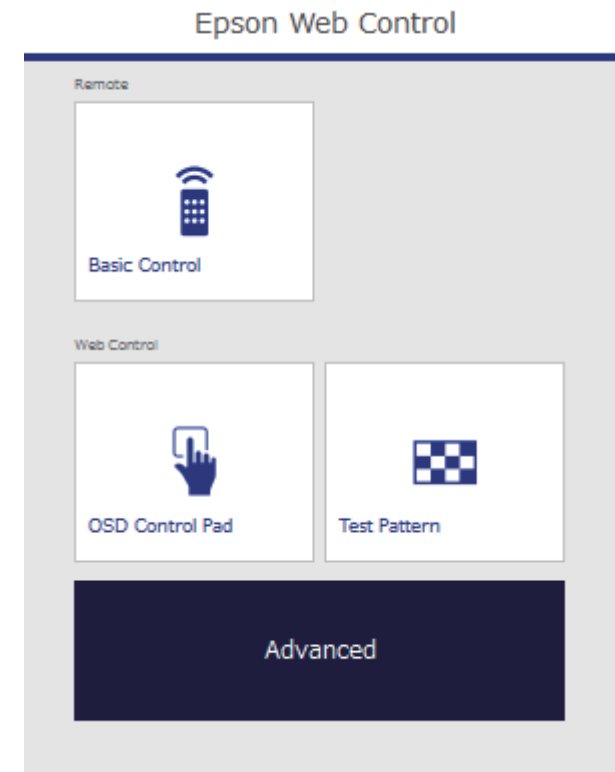 Epson Web Control
Remote
Basic Control
Web Control
OSD Control Pad
Test Pattern
Advanced